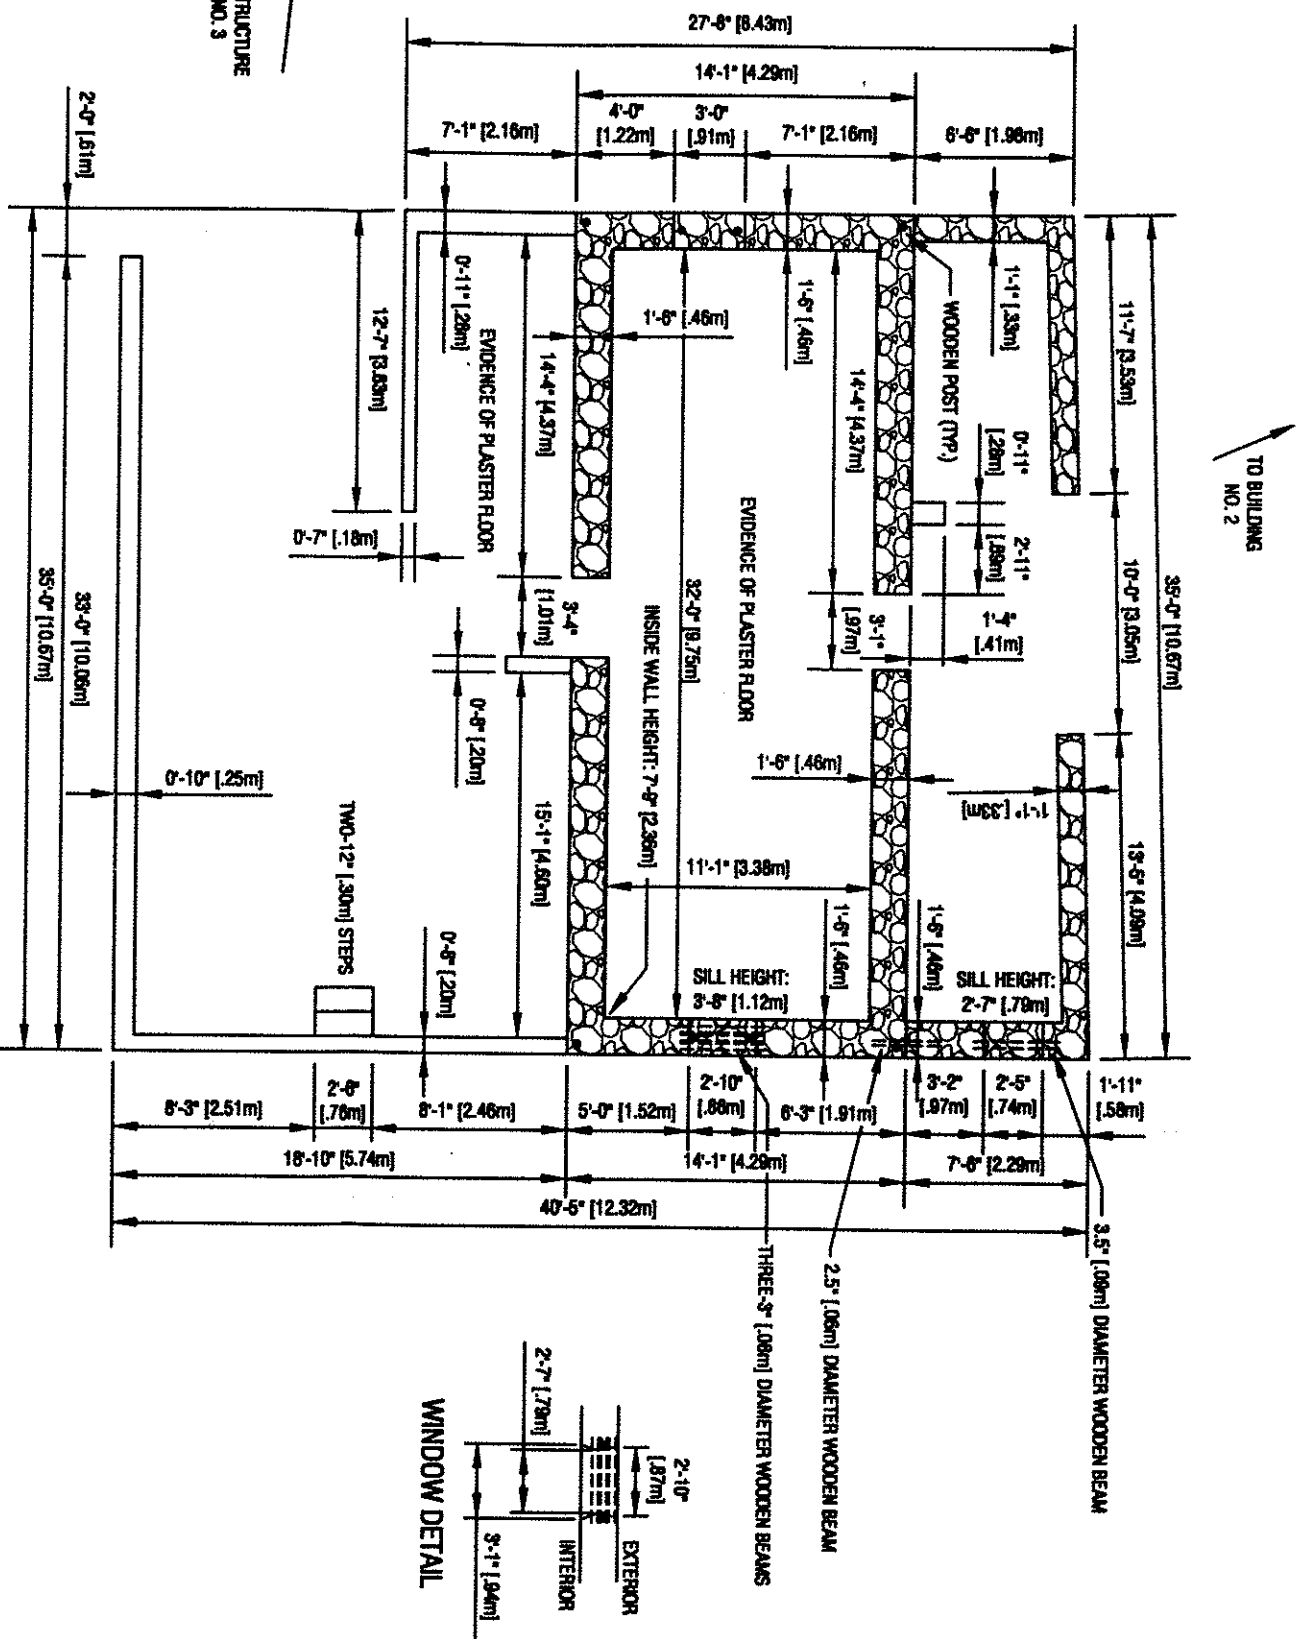 STRUCTURE
NO. 3
TO BUILDING
NO. 2
27'-8" [8.43m]
14'-1" [4.29m]
7'-1" [2.16m]
4'-0"
[1.22m]
3'-0"
[.91m]
7'-1" [2.16m]
6'-6" [1.98m]
2'-0" [.61m]
35'-0" [10.67m]
11'-7" [3.53m]
10'-0" [3.05m]
13'-5" [4.09m]
1'-1" [.33m]
WOODEN POST (TYP.)
0'-11"
[.28m]
2'-11"
[.89m]
1'-4"
[.41m]
1'-1" [.33m]
1'-6" [.46m]
14'-4" [4.37m]
3'-1"
[.97m]
1'-6" [.46m]
1'-6" [.46m]
EVIDENCE OF PLASTER FLOOR
32'-0" [9.75m]
INSIDE WALL HEIGHT: 7'-9" [2.36m]
11'-1" [3.38m]
1'-6" [.46m]
1'-6" [.46m]
SILL HEIGHT:
3'-8" [1.12m]
SILL HEIGHT:
2'-7" [.79m]
0'-11" [.28m]
EVIDENCE OF PLASTER FLOOR
14'-4" [4.37m]
3'-4"
[1.01m]
15'-1" [4.60m]
0'-8" [.20m]
12'-7" [3.83m]
0'-7" [.18m]
0'-10" [.25m]
TWO-12" [.30m] STEPS
0'-8" [.20m]
33'-0" [10.06m]
35'-0" [10.67m]
8'-3" [2.51m]
2'-6"
[.76m]
8'-1" [2.46m]
5'-0" [1.52m]
2'-10"
[.86m]
6'-3" [1.91m]
3'-2"
[.97m]
2'-5"
[.74m]
1'-11"
[.58m]
18'-10" [5.74m]
14'-1" [4.29m]
7'-6" [2.29m]
40'-5" [12.32m]
3.5" [.09m] DIAMETER WOODEN BEAM
2.5" [.06m] DIAMETER WOODEN BEAM
THREE-3" [.08m] DIAMETER WOODEN BEAMS
2'-10"
[.87m]
2'-7" [.79m]
3'-1" [.94m]
EXTERIOR
INTERIOR
WINDOW DETAIL